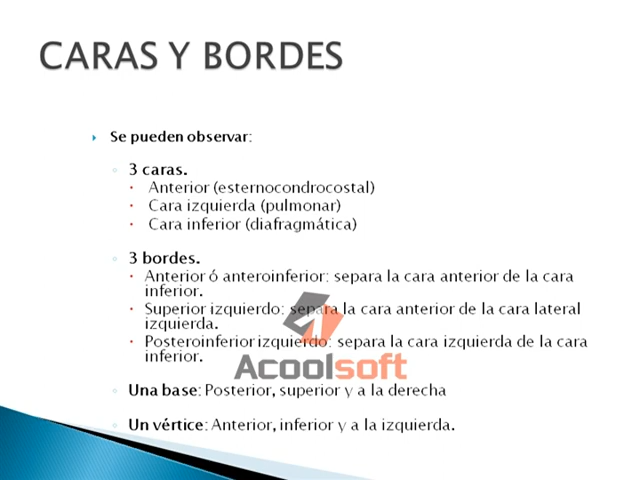 CARAS Y BORDES
Se pueden observar:
3 caras.
Anterior (esternocondrocostal)
Cara izquierda (pulmonar)
Cara inferior (diafragmática)
3 bordes.
Anterior ó anteroinferior: separa la cara anterior de la cara
inferior.
Superior izquierdo: separa la cara anterior de la cara lateral
izquierda.
Posteroinferior izquierdo: separa la cara izquierda de la cara
inferior.
Acoolsoft
Una base: Posterior, superior y a la derecha
Un vértice: Anterior, inferior y a la izquierda.